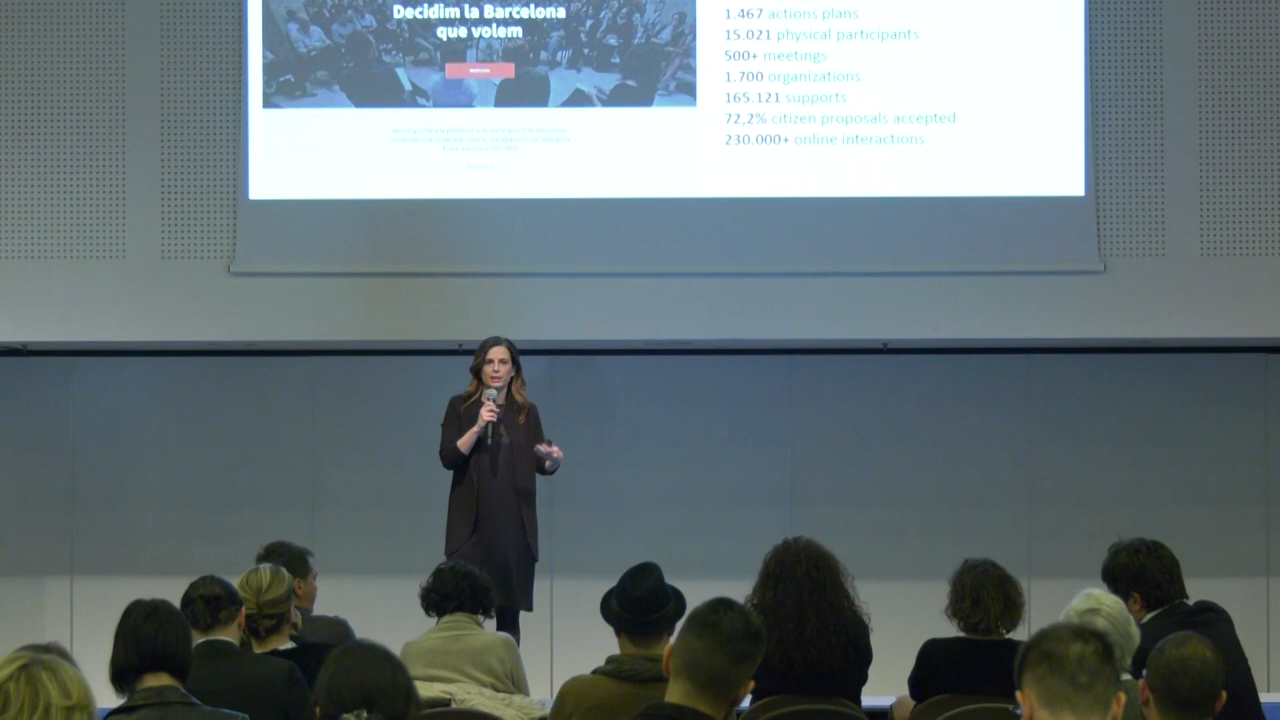 Decidim la Barcelona
que volem
1.467 actions plans
15.021 physical participants
500+ meetings
1.700 organizations
165.121 supports
72,2% citizen proposals accepted
230.000+ online interactions